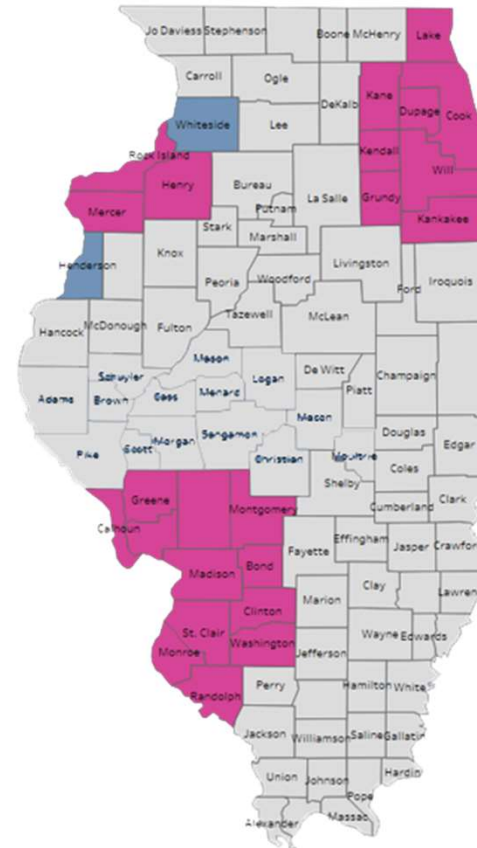 Jo Daviess
Stephenson
Boone
McHenry
Lake
Carroll
Ogle
DeKalb
Kane
Dupage
Cook
Whiteside
Lee
Kendall
Rock Island
Will
Henry
Bureau
La Salle
Grundy
Mercer
Putnam
Kankakee
Stark
Marshall
Henderson
Knox
Livingston
Peoria
Woodford
Ford
Iroquois
Tazewell
Hancock
McDonough
Fulton
McLean
Mason
De Witt
Champaign
Schuyler
Logan
Piatt
Adams
Brown
Cass
Menard
Macon
Douglas
Edgar
Pike
Scott
Morgan
Sangamon
Christian
Moultrie
Coles
Shelby
Clark
Greene
Montgomery
Cumberland
Calhoun
Fayette
Effingham
Jasper
Crawfor
Madison
Bond
Clay
Clinton
Marion
Lawren
St. Clair
Washington
Wayne
Edwards
Monroe
Jefferson
Randolph
Perry
Hamilton
White
Jackson
Williamson
Saline
Gallatin
Union
Johnson
Hardin
Pope
Alexander
Massac